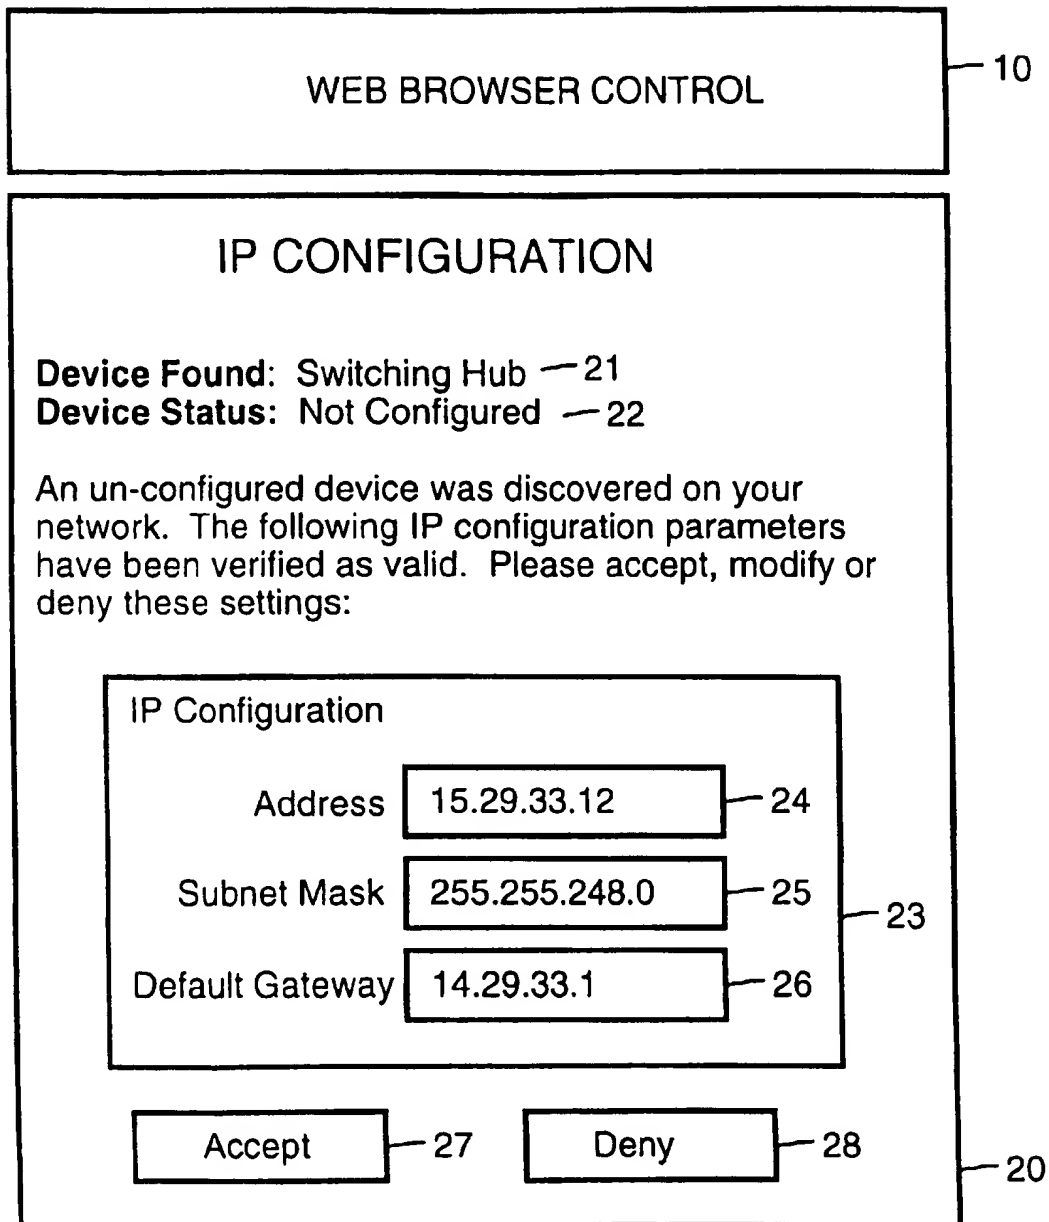 WEB BROWSER CONTROL
10
IP CONFIGURATION
Device Found: Switching Hub 21
Device Status: Not Configured 22
An un-configured device was discovered on your
network. The following IP configuration parameters
have been verified as valid. Please accept, modify or
deny these settings:
IP Configuration
Address 15.29.33.12 24
Subnet Mask 255.255.248.0 25
23
Default Gateway 14.29.33.1 26
Accept 27 Deny 28
20